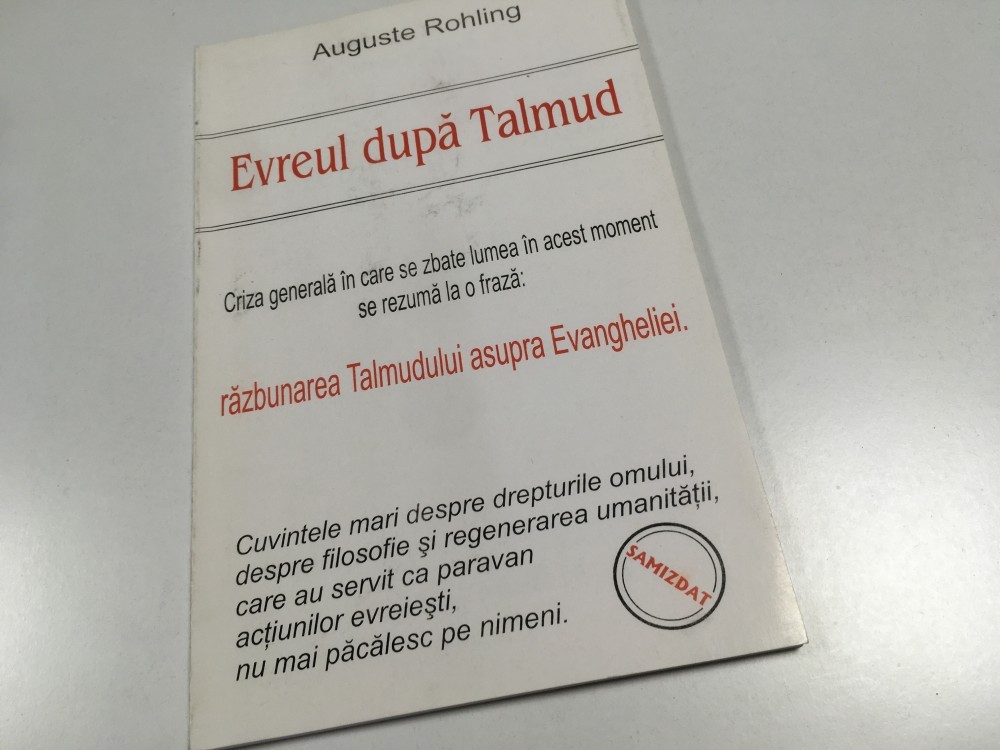 Auguste Rohling
Evreul după Talmud
Criza generală în care se zbate lumea în acest moment
se rezumă la o frază:
răzbunarea Talmudului asupra Evangheliei.
Cuvintele mari despre drepturile omului,
despre filosofie şi regenerarea umanităţii,
care au servit ca paravan
acţiunilor evreieşti,
nu mai păcălesc pe nimeni.
SAMIZDAT